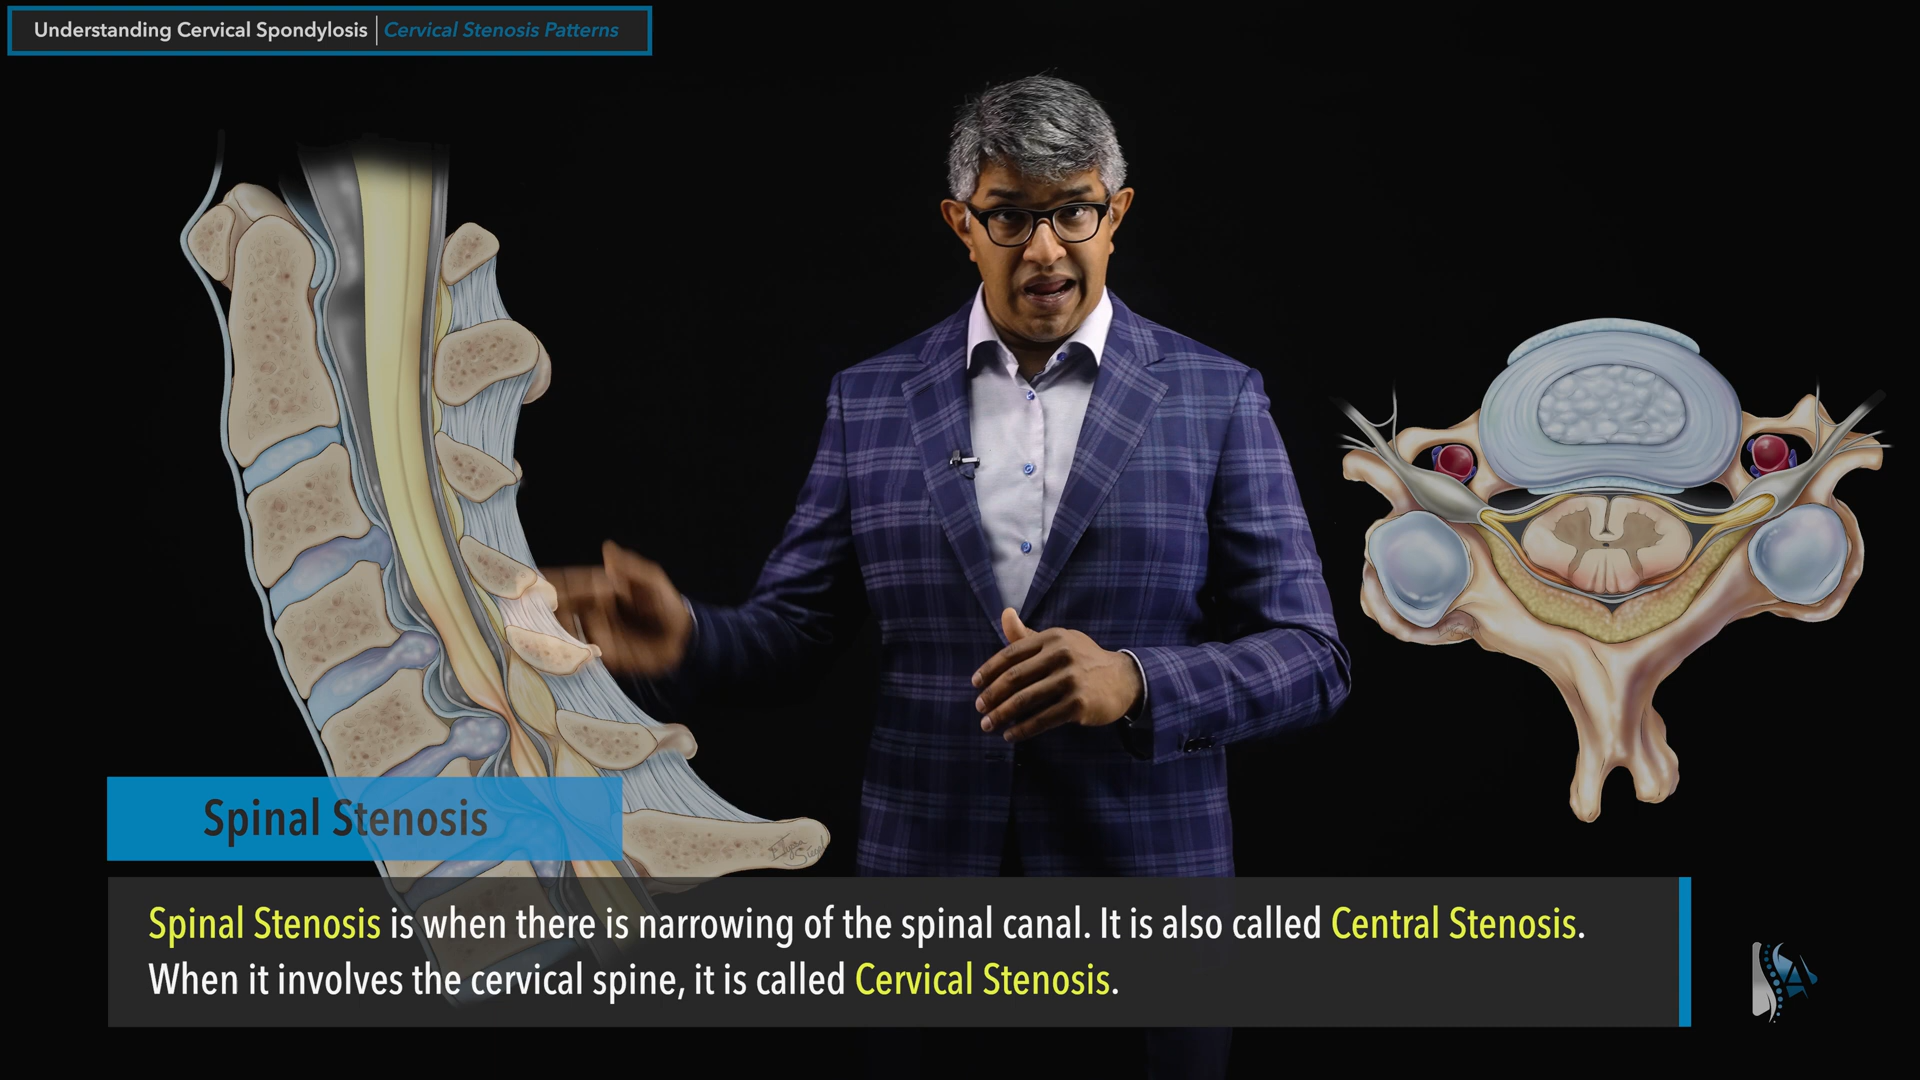 Understanding Cervical Spondylosis | Cervical Stenosis Patterns
Spinal Stenosis
Spinal Stenosis is when there is narrowing of the spinal canal. It is also called Central Stenosis.
When it involves the cervical spine, it is called Cervical Stenosis.